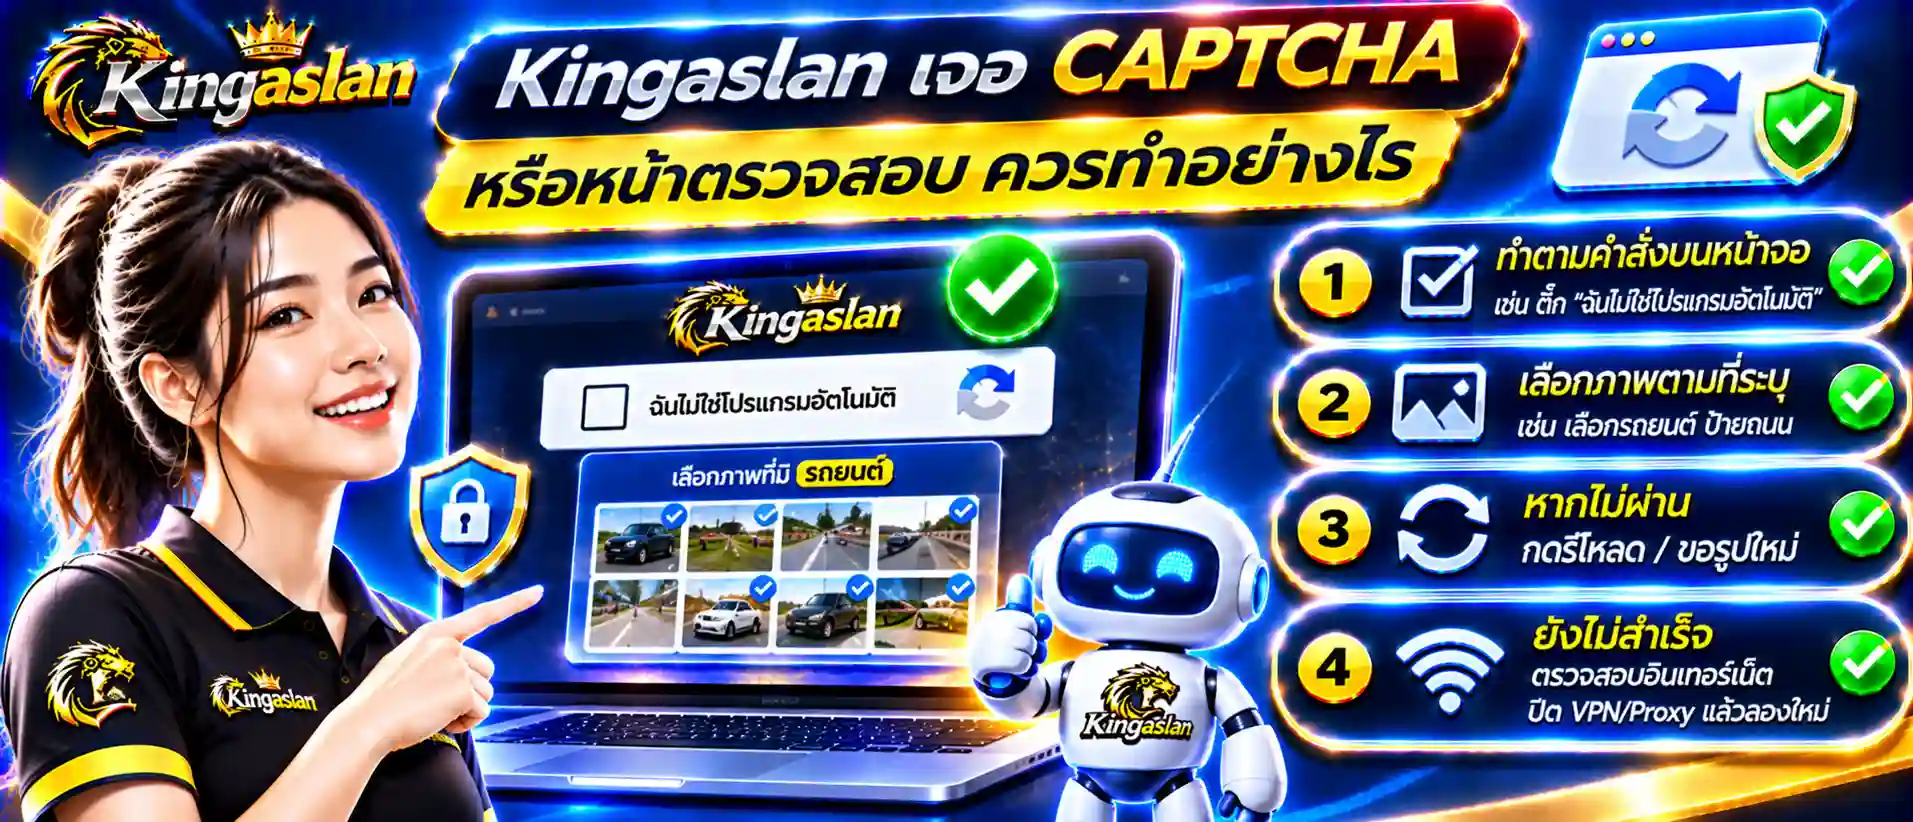 Kingaslan
Kingaslan เจอ CAPTCHA
หรือหน้าตรวจสอบ ควรทำอย่างไร
Kingaslan
ฉันไม่ใช่โปรแกรมอัตโนมัติ
เลือกภาพที่มี รถยนต์
1
ทำตามคำสั่งบนหน้าจอ
เช่น ติ๊ก "ฉันไม่ใช่โปรแกรมอัตโนมัติ"
2
เลือกภาพตามที่ระบุ
เช่น เลือกรถยนต์ ป้ายถนน
3
หากไม่ผ่าน
กดรีโหลด / ขอรูปใหม่
4
ยังไม่สำเร็จ
ตรวจสอบอินเทอร์เน็ต
ปิด VPN/Proxy แล้วลองใหม่
Kingaslan
Kingaslan